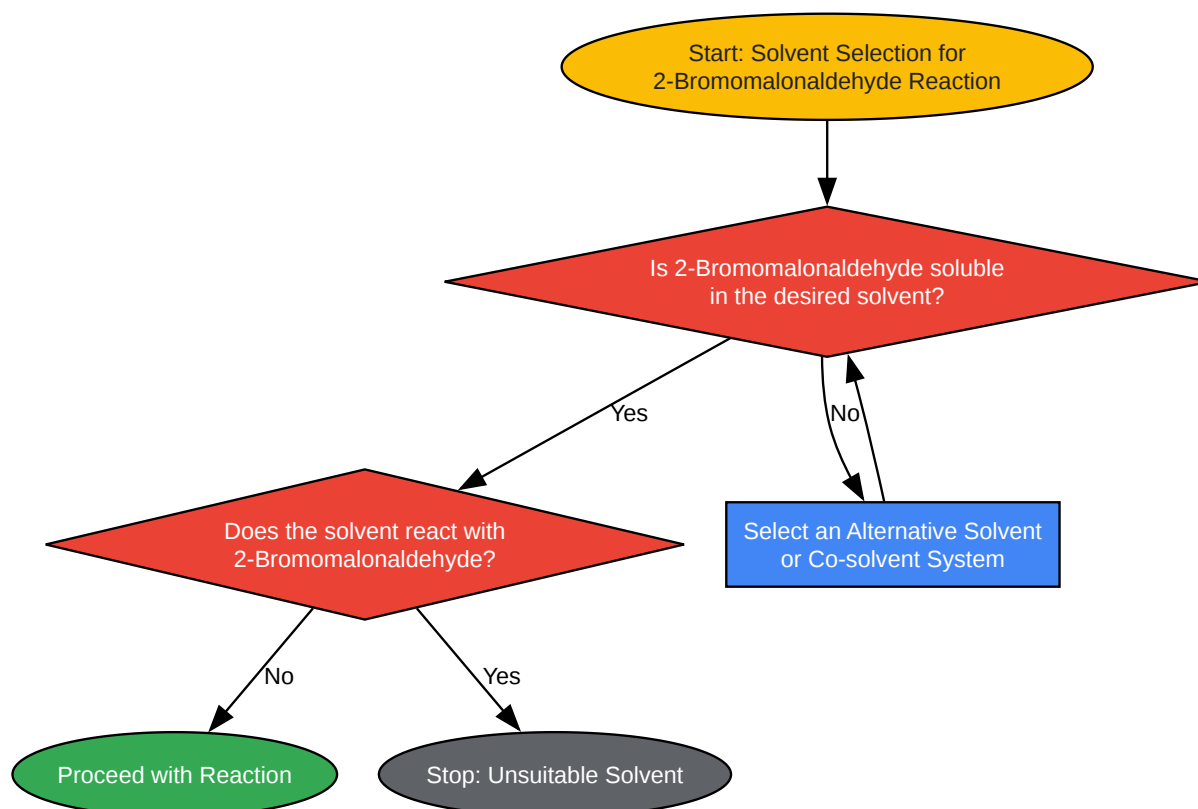 Start: Solvent Selection for
2-Bromomalonaldehyde Reaction
Is 2-Bromomalonaldehyde soluble
in the desired solvent?
Yes
No
Does the solvent react with
2-Bromomalonaldehyde?
Select an Alternative Solvent
or Co-solvent System
No
Yes
Proceed with Reaction
Stop: Unsuitable Solvent